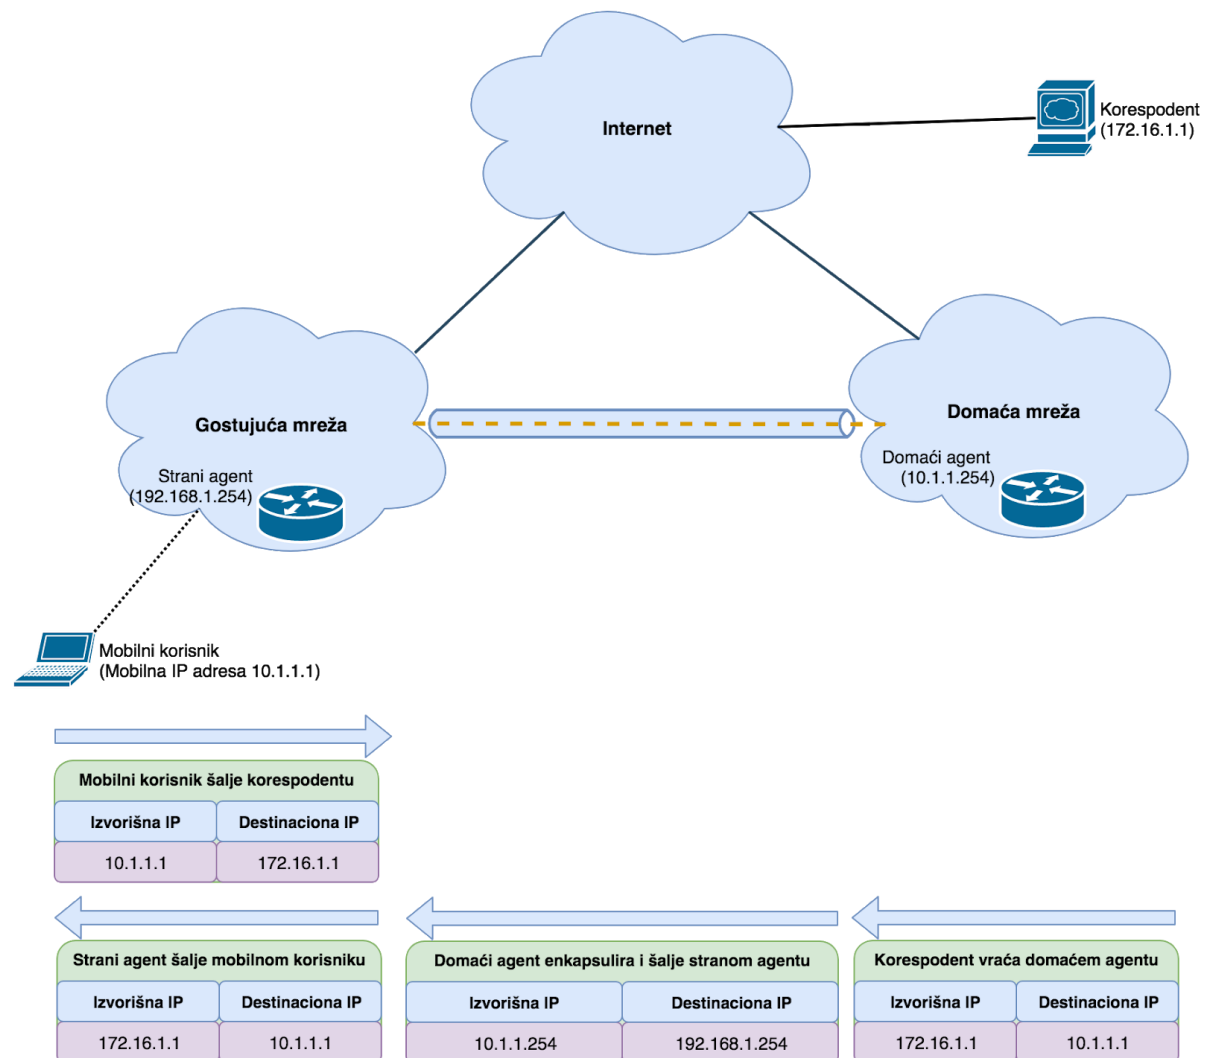 Internet
Korespodent
(172.16.1.1)
Gostujuća mreža
Domaća mreža
Strani agent
(192.168.1.254)
Domaći agent
(10.1.1.254)
Mobilni korisnik
(Mobilna IP adresa 10.1.1.1)
Mobilni korisnik šalje korespodentu
Izvorišna IP Destinaciona IP
10.1.1.1 172.16.1.1
Strani agent šalje mobilnom korisniku
Izvorišna IP Destinaciona IP
172.16.1.1 10.1.1.1
Domaći agent enkapsulira i šalje stranom agentu
Izvorišna IP Destinaciona IP
10.1.1.254 192.168.1.254
Korespodent vraća domaćem agentu
Izvorišna IP Destinaciona IP
172.16.1.1 10.1.1.1